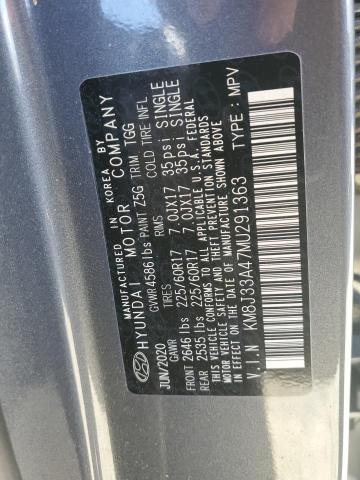 MANUFACTURED IN KOREA BY
HYUNDAI MOTOR COMPANY
JUN/2020 GVWR 4586 lbs PAINT Z5G TRIM TGG
GAWR TIRES RIMS COLD TIRE INFL
FRONT 2646 lbs 225/60R17 7.0JX17 35psi SINGLE
REAR 2535 lbs 225/60R17 7.0JX17 35psi SINGLE
THIS VEHICLE CONFORMS TO ALL APPLICABLE U.S.A. FEDERAL
MOTOR VEHICLE SAFETY, BUMPER, AND THEFT PREVENTION
STANDARDS IN EFFECT ON THE DATE OF
MANUFACTURE SHOWN ABOVE.
V.I.N KM8J33A47MU291363 TYPE: MPV